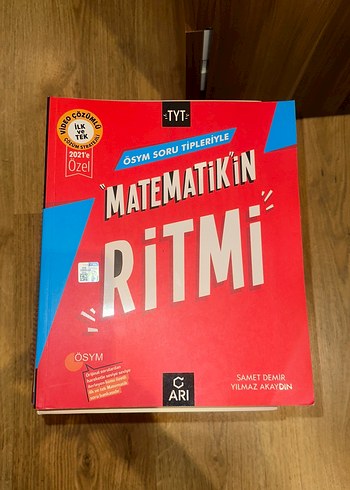 TYT
VİDEO ÇÖZÜMLÜ
İLK ve TEK
2021'e
Özel
ÖSYM SORU TİPLERİYLE
"MATEMATİK"İN
RİTMİ
ÖSYM
SAMET DEMİR
YILMAZ AKAYDIN
ARI